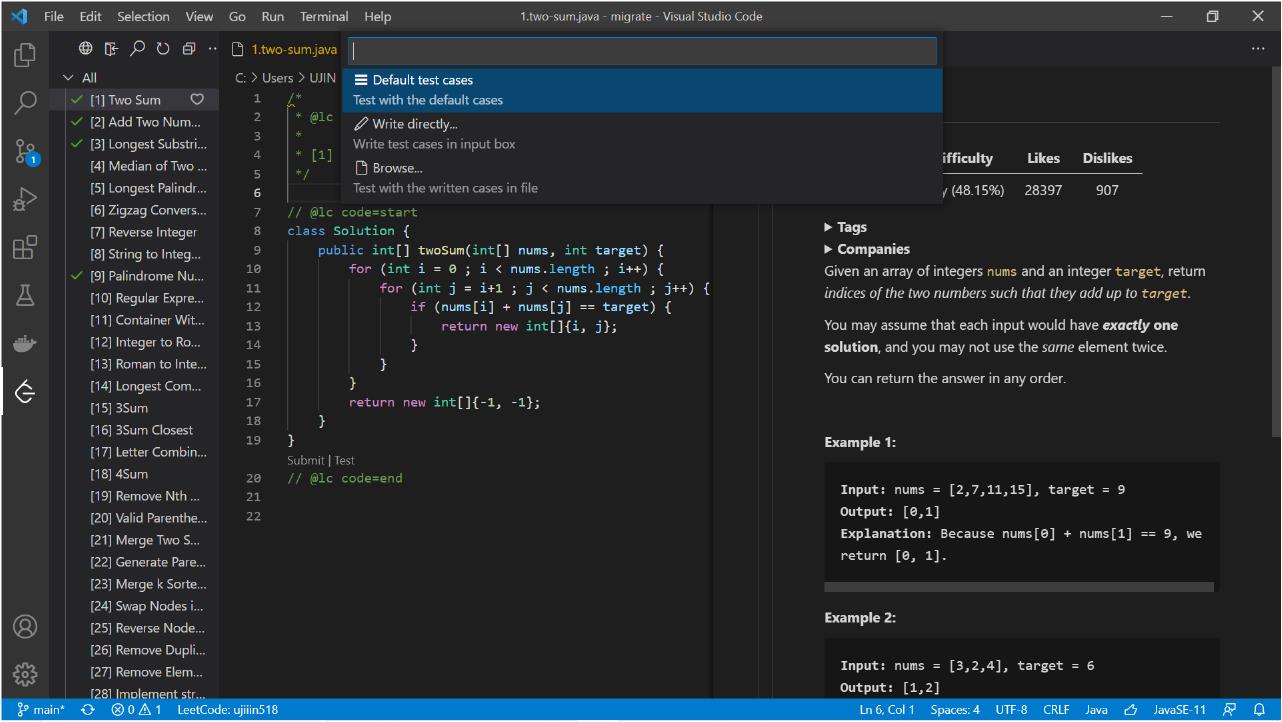 File Edit Selection View Go Run Terminal Help 1.two-sum.java - migrate - Visual Studio Code
1.two-sum.java
Default test cases
Test with the default cases
Write directly...
Write test cases in input box
Browse...
Test with the written cases in file
All
[1] Two Sum
[2] Add Two Num...
[3] Longest Substri...
[4] Median of Two ...
[5] Longest Palindr...
[6] Zigzag Convers...
[7] Reverse Integer
[8] String to Integ...
[9] Palindrome Nu...
[10] Regular Expre...
[11] Container Wit...
[12] Integer to Ro...
[13] Roman to Inte...
[14] Longest Com...
[15] 3Sum
[16] 3Sum Closest
[17] Letter Combin...
[18] 4Sum
[19] Remove Nth ...
[20] Valid Parenthe...
[21] Merge Two S...
[22] Generate Pare...
[23] Merge k Sorte...
[24] Swap Nodes i...
[25] Reverse Node...
[26] Remove Dupli...
[27] Remove Elem...
[28] Implement str...
1
C: > Users > UJIN
1 /*
2 * @lc
3 *
4 * [1]
5 */
6
7 // @lc code=start
8 class Solution {
9 public int[] twoSum(int[] nums, int target) {
10 for (int i = 0 ; i < nums.length ; i++) {
11 for (int j = i+1 ; j < nums.length ; j++) {
12 if (nums[i] + nums[j] == target) {
13 return new int[]{i, j};
14 }
15 }
16 }
17 return new int[]{-1, -1};
18 }
19 }
Submit | Test
20 // @lc code=end
21
22
ifficulty Likes Dislikes
y (48.15%) 28397 907
Tags
Companies
Given an array of integers nums and an integer target, return
indices of the two numbers such that they add up to target.
You may assume that each input would have exactly one
solution, and you may not use the same element twice.
You can return the answer in any order.
Example 1:
Input: nums = [2,7,11,15], target = 9
Output: [0,1]
Explanation: Because nums[0] + nums[1] == 9, we
return [0, 1].
Example 2:
Input: nums = [3,2,4], target = 6
Output: [1,2]
main* 0 1 LeetCode: ujiiin518 Ln 6, Col 1 Spaces: 4 UTF-8 CRLF Java JavaSE-11